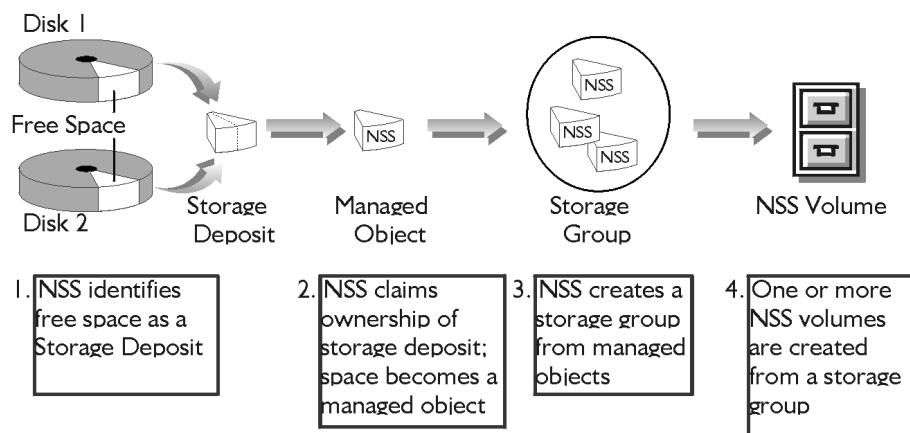 Disk 1
Free Space
Disk 2
Storage
Deposit
NSS
Managed
Object
NSS
NSS
NSS
Storage
Group
NSS Volume
1. NSS identifies
free space as a
Storage Deposit
2. NSS claims
ownership of
storage deposit;
space becomes a
managed object
3. NSS creates a
storage group
from managed
objects
4. One or more
NSS volumes
are created
from a storage
group